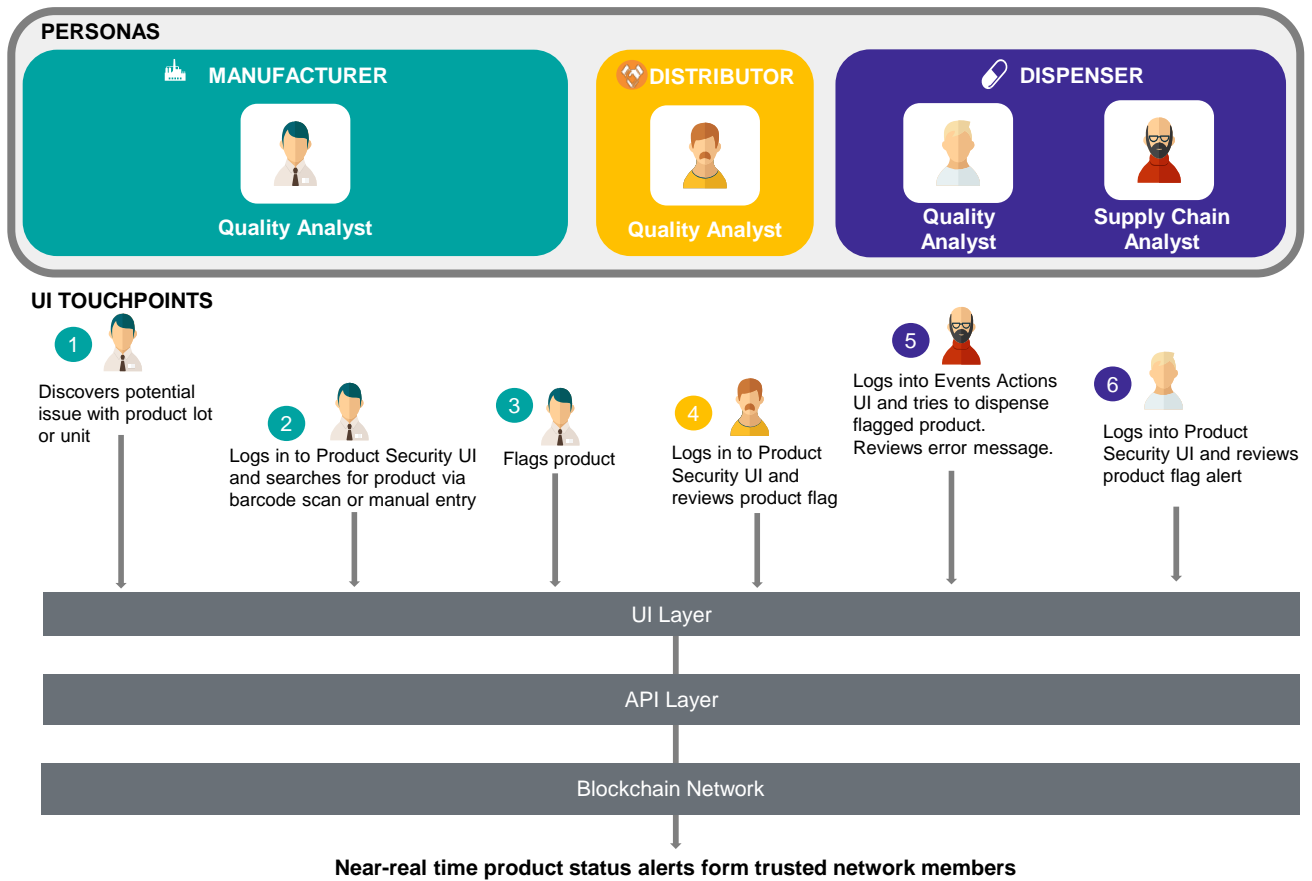 PERSONAS
MANUFACTURER
Quality Analyst
DISTRIBUTOR
Quality Analyst
DISPENSER
Quality
Analyst
Supply Chain
Analyst
UI TOUCHPOINTS
1
Discovers potential
issue with product lot
or unit
2
Logs in to Product Security UI
and searches for product via
barcode scan or manual entry
3
Flags product
4
Logs in to Product
Security UI and
reviews product flag
5
Logs into Events Actions
UI and tries to dispense
flagged product.
Reviews error message.
6
Logs into Product
Security UI and reviews
product flag alert
UI Layer
API Layer
Blockchain Network
Near-real time product status alerts form trusted network members